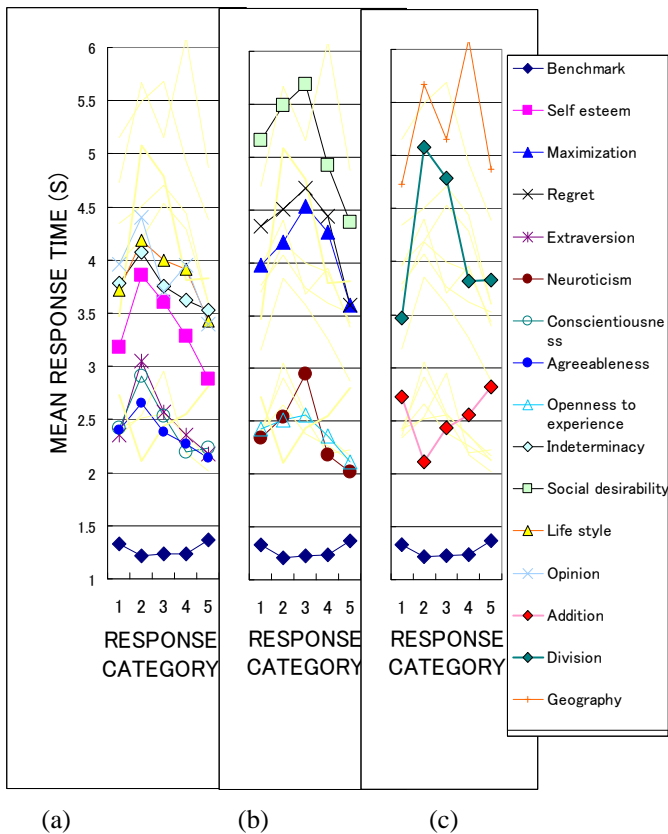 MEAN RESPONSE TIME (S)
6
5.5
5
4.5
4
3.5
3
2.5
2
1.5
1
1 2 3 4 5
RESPONSE
CATEGORY
1 2 3 4 5
RESPONSE
CATEGORY
1 2 3 4 5
RESPONSE
CATEGORY
Benchmark
Self esteem
Maximization
Regret
Extraversion
Neuroticism
Conscientiousne
ss
Agreeableness
Openness to
experience
Indeterminacy
Social desirability
Life style
Opinion
Addition
Division
Geography
(a) (b) (c)